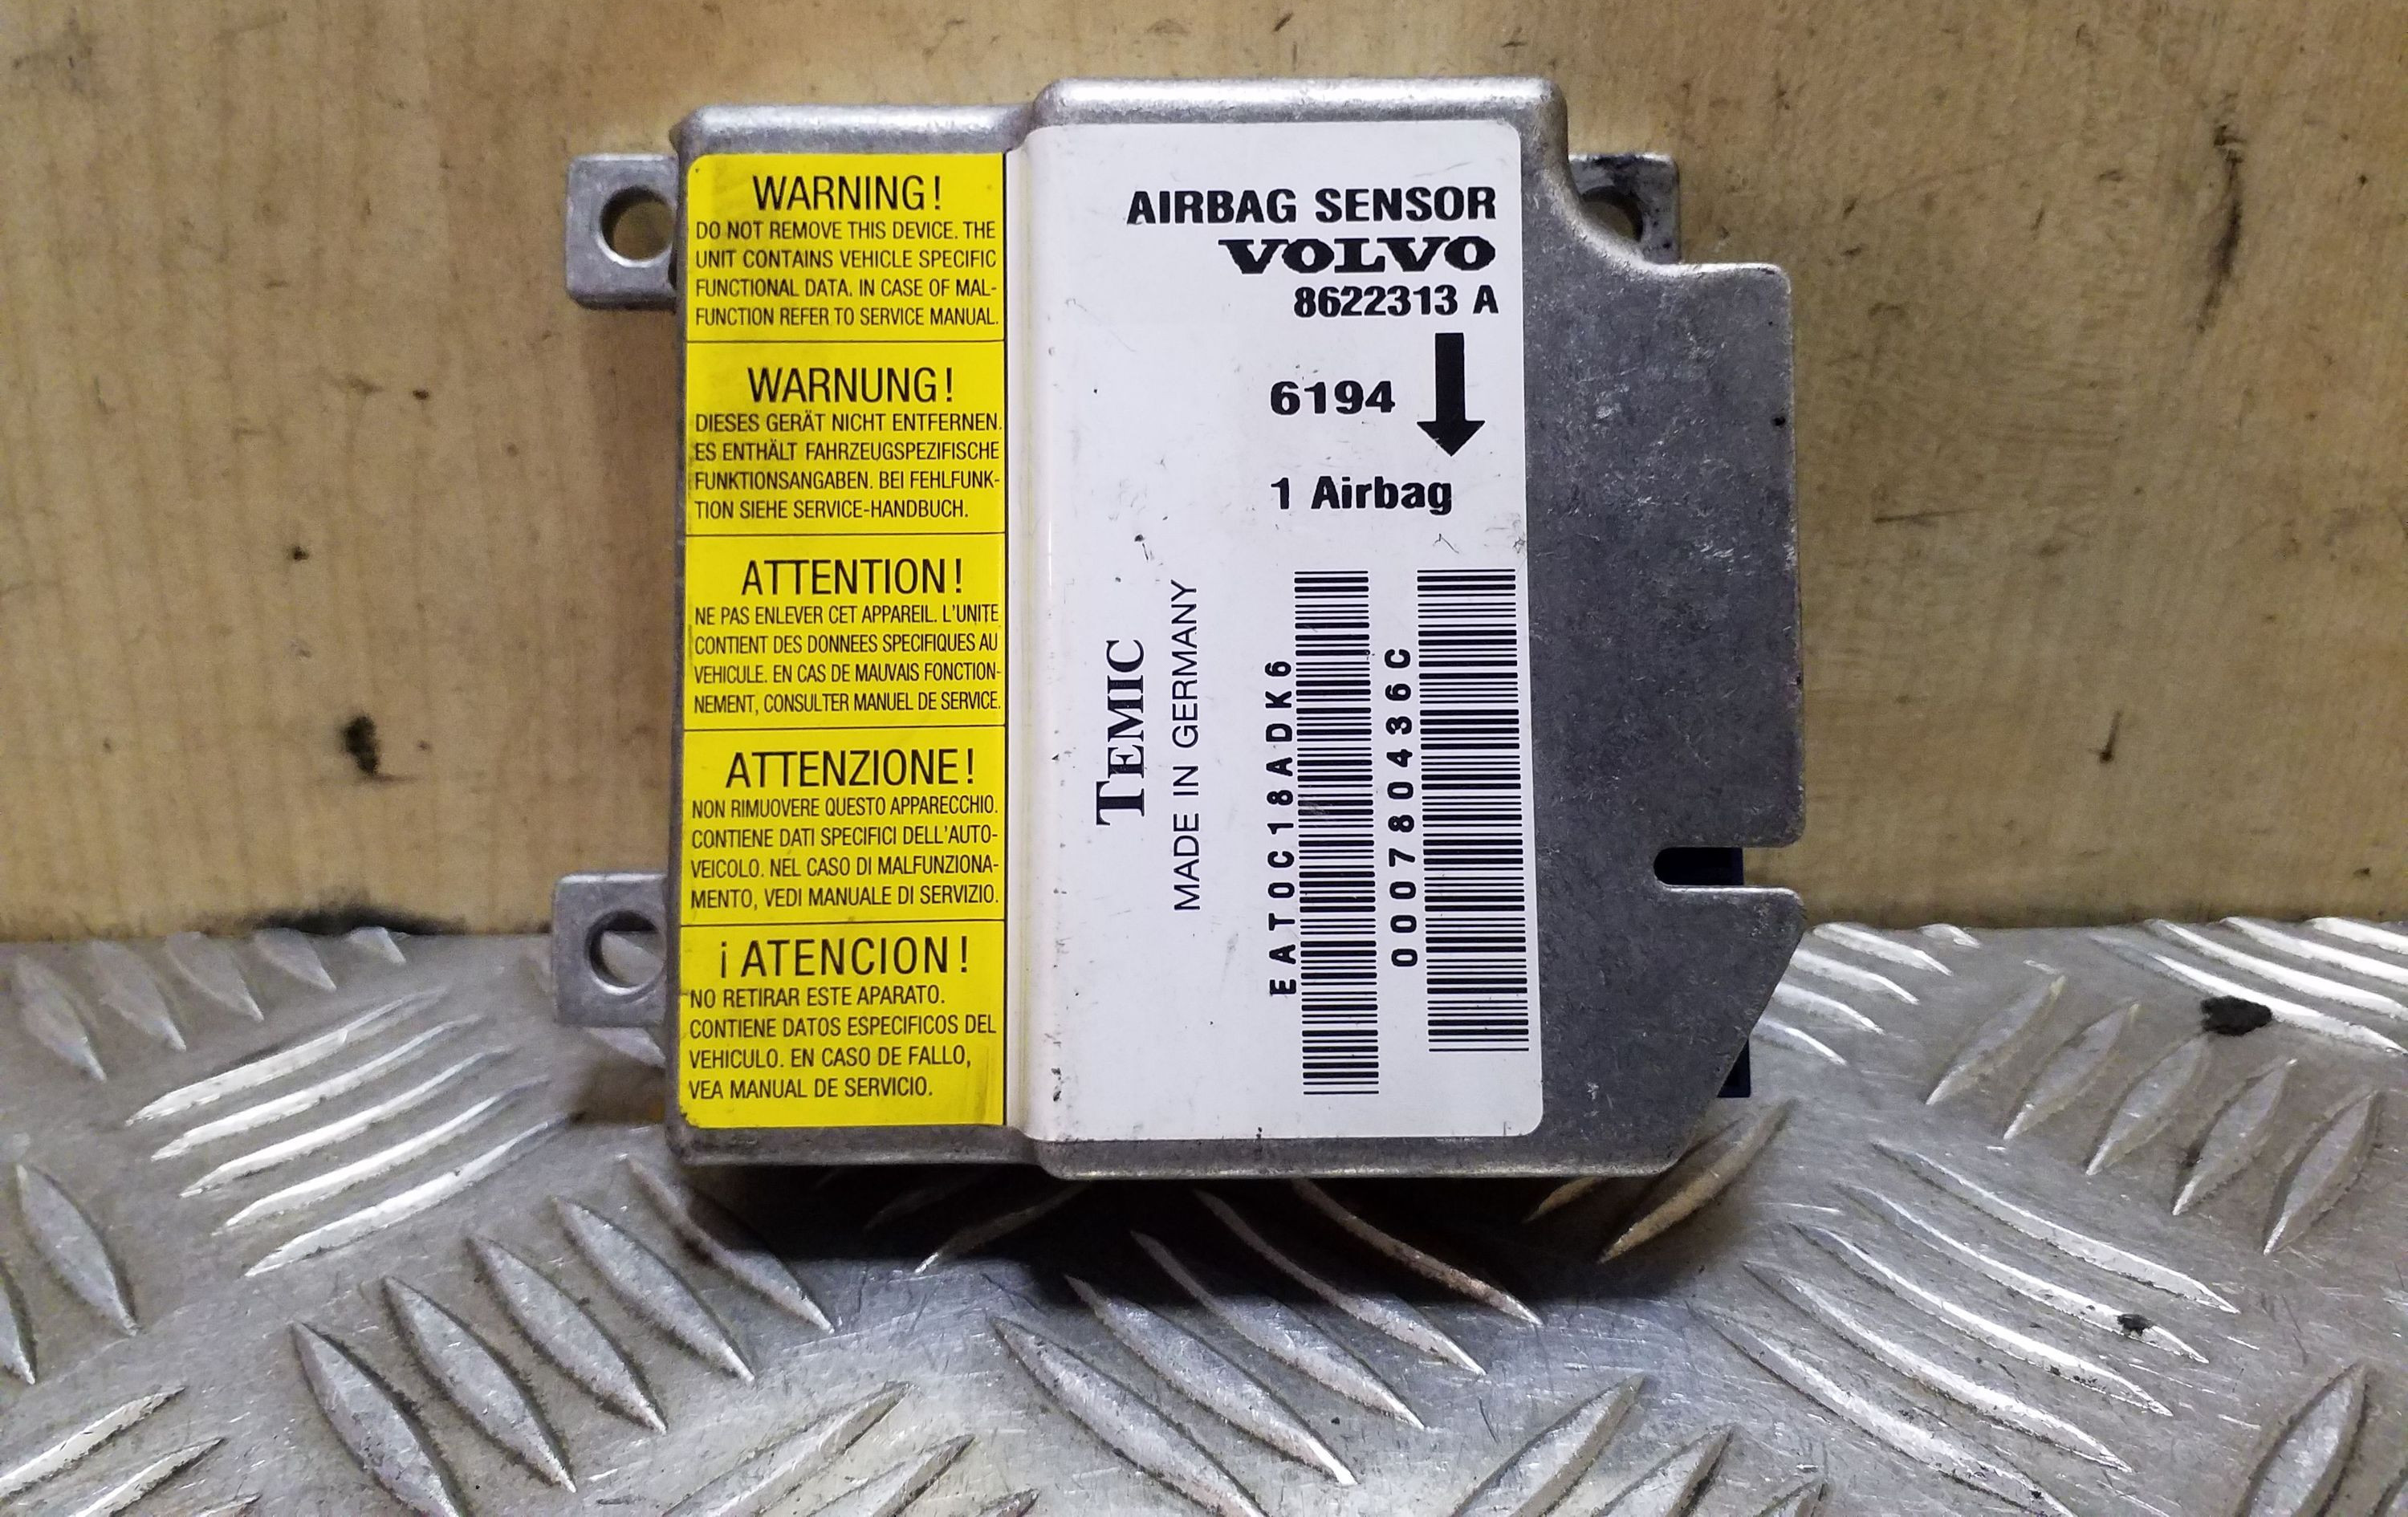 WARNING!
DO NOT REMOVE THIS DEVICE. THE
UNIT CONTAINS VEHICLE SPECIFIC
FUNCTIONAL DATA. IN CASE OF MAL-
FUNCTION REFER TO SERVICE MANUAL.
WARNUNG!
DIESES GERÄT NICHT ENTFERNEN.
ES ENTHÄLT FAHRZEUGSPEZIFISCHE
FUNKTIONSANGABEN. BEI FEHLFUNK-
TION SIEHE SERVICE-HANDBUCH.
ATTENTION!
NE PAS ENLEVER CET APPAREIL. L'UNITE
CONTIENT DES DONNEES SPECIFIQUES AU
VEHICULE. EN CAS DE MAUVAIS FONCTION-
NEMENT, CONSULTER MANUEL DE SERVICE.
ATTENZIONE!
NON RIMUOVERE QUESTO APPARECCHIO.
CONTIENE DATI SPECIFICI DELL'AUTO-
VEICOLO. NEL CASO DI MALFUNZIONA-
MENTO, VEDI MANUALE DI SERVIZIO.
¡ATENCION!
NO RETIRAR ESTE APARATO.
CONTIENE DATOS ESPECIFICOS DEL
VEHICULO. EN CASO DE FALLO,
VEA MANUAL DE SERVICIO.
AIRBAG SENSOR
VOLVO
8622313 A
6194
1 Airbag
TEMIC
MADE IN GERMANY
EAT0C18ADK6
000780436C